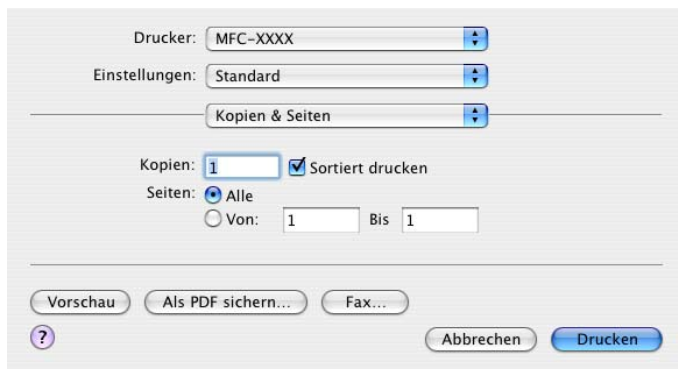 Drucker: MFC-XXXX
Einstellungen: Standard
Kopien & Seiten
Kopien: 1 Sortiert drucken
Seiten: Alle
Von: 1 Bis 1
Vorschau Als PDF sichern... Fax...
? Abbrechen Drucken